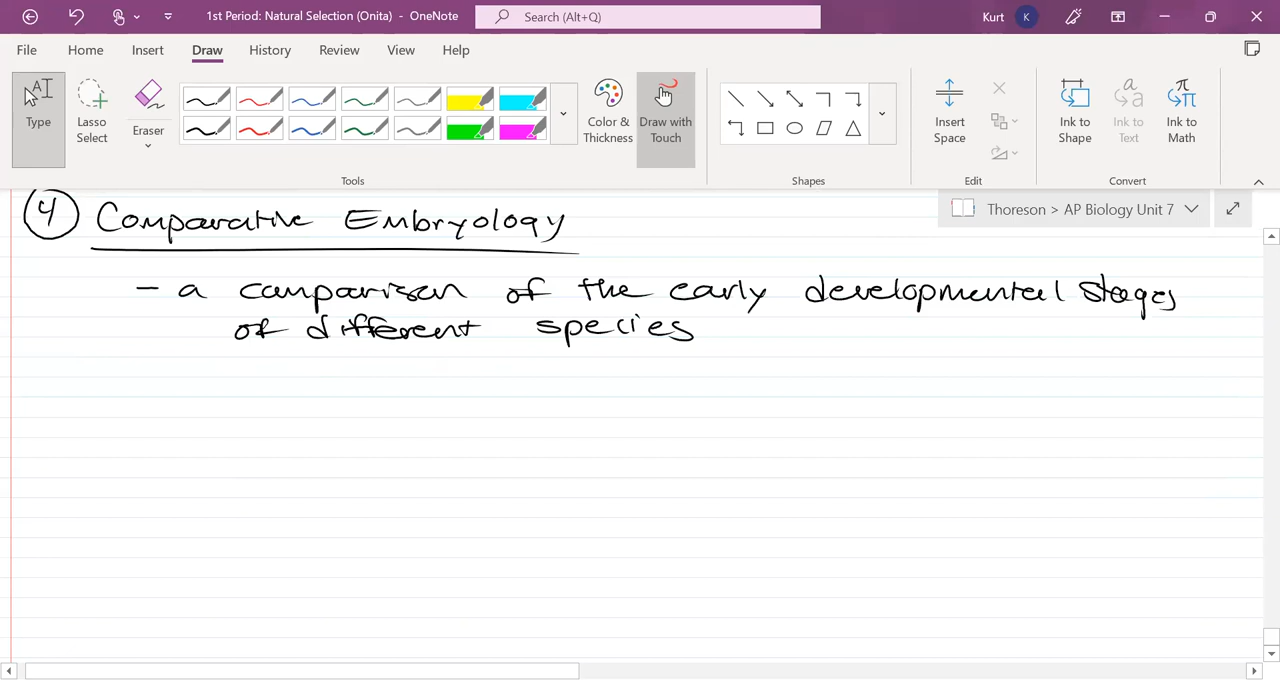 1st Period: Natural Selection (Onita) - OneNote
Search (Alt+Q)
Kurt
K
File Home Insert Draw History Review View Help
Type
Lasso Select
Eraser
Color & Thickness
Draw with Touch
Insert Space
Ink to Shape
Ink to Text
Ink to Math
Tools
Shapes
Edit
Convert
Thoreson > AP Biology Unit 7
4 Comparative Embryology
- a comparison of the early developmental stages
of different species